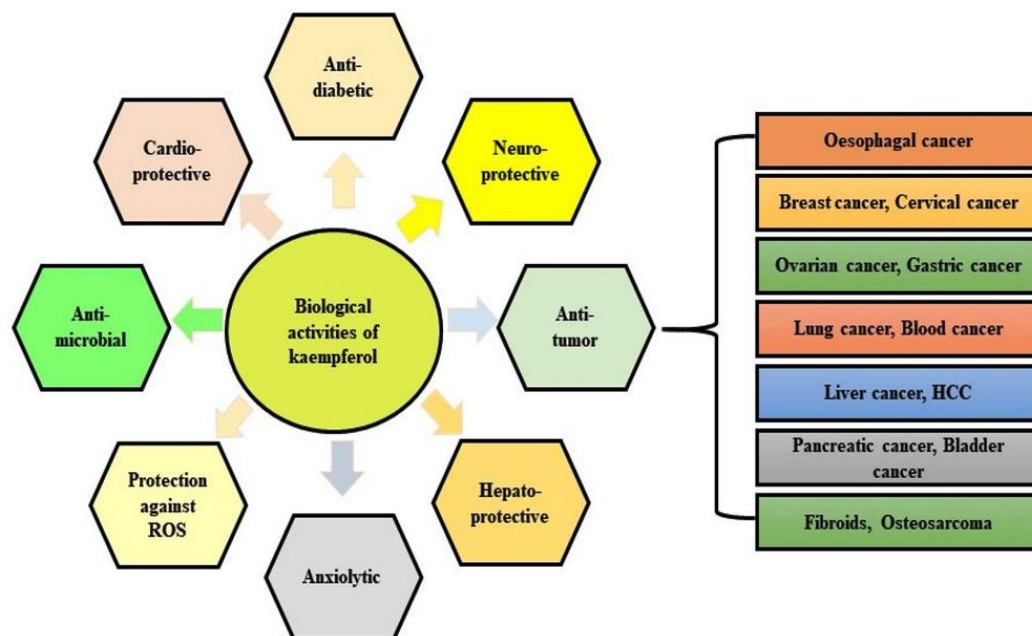 Anti-
diabetic
Cardio-
protective
Neuro-
protective
Anti-
microbial
Biological
activities of
kaempferol
Anti-
tumor
Protection
against
ROS
Hepato-
protective
Anxiolytic
Oesophagal cancer
Breast cancer, Cervical cancer
Ovarian cancer, Gastric cancer
Lung cancer, Blood cancer
Liver cancer, HCC
Pancreatic cancer, Bladder
cancer
Fibroids, Osteosarcoma